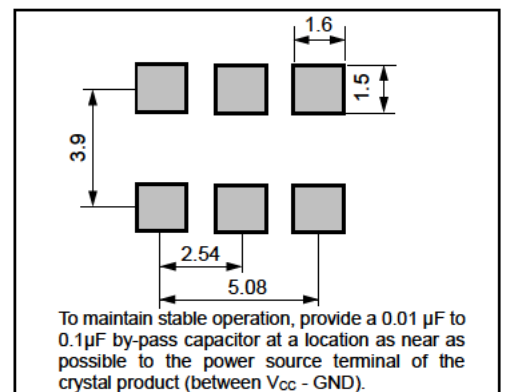 1.6
1.5
3.9
2.54
5.08
To maintain stable operation, provide a 0.01 µF to
0.1µF by-pass capacitor at a location as near as
possible to the power source terminal of the
crystal product (between VCC - GND).